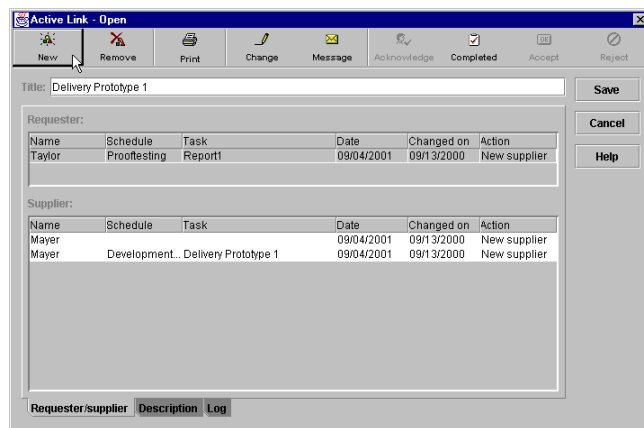 Active Link - Open
New Remove Print Change Message Acknowledge Completed Accept Reject
Title: Delivery Prototype 1
Save
Requester:
Cancel
Name Schedule Task Date Changed on Action
Taylor Prooftesting Report1 09/04/2001 09/13/2000 New supplier
Help
Supplier:
Name Schedule Task Date Changed on Action
Mayer 09/04/2001 09/13/2000 New supplier
Mayer Development... Delivery Prototype 1 09/04/2001 09/13/2000 New supplier
Requester/supplier Description Log